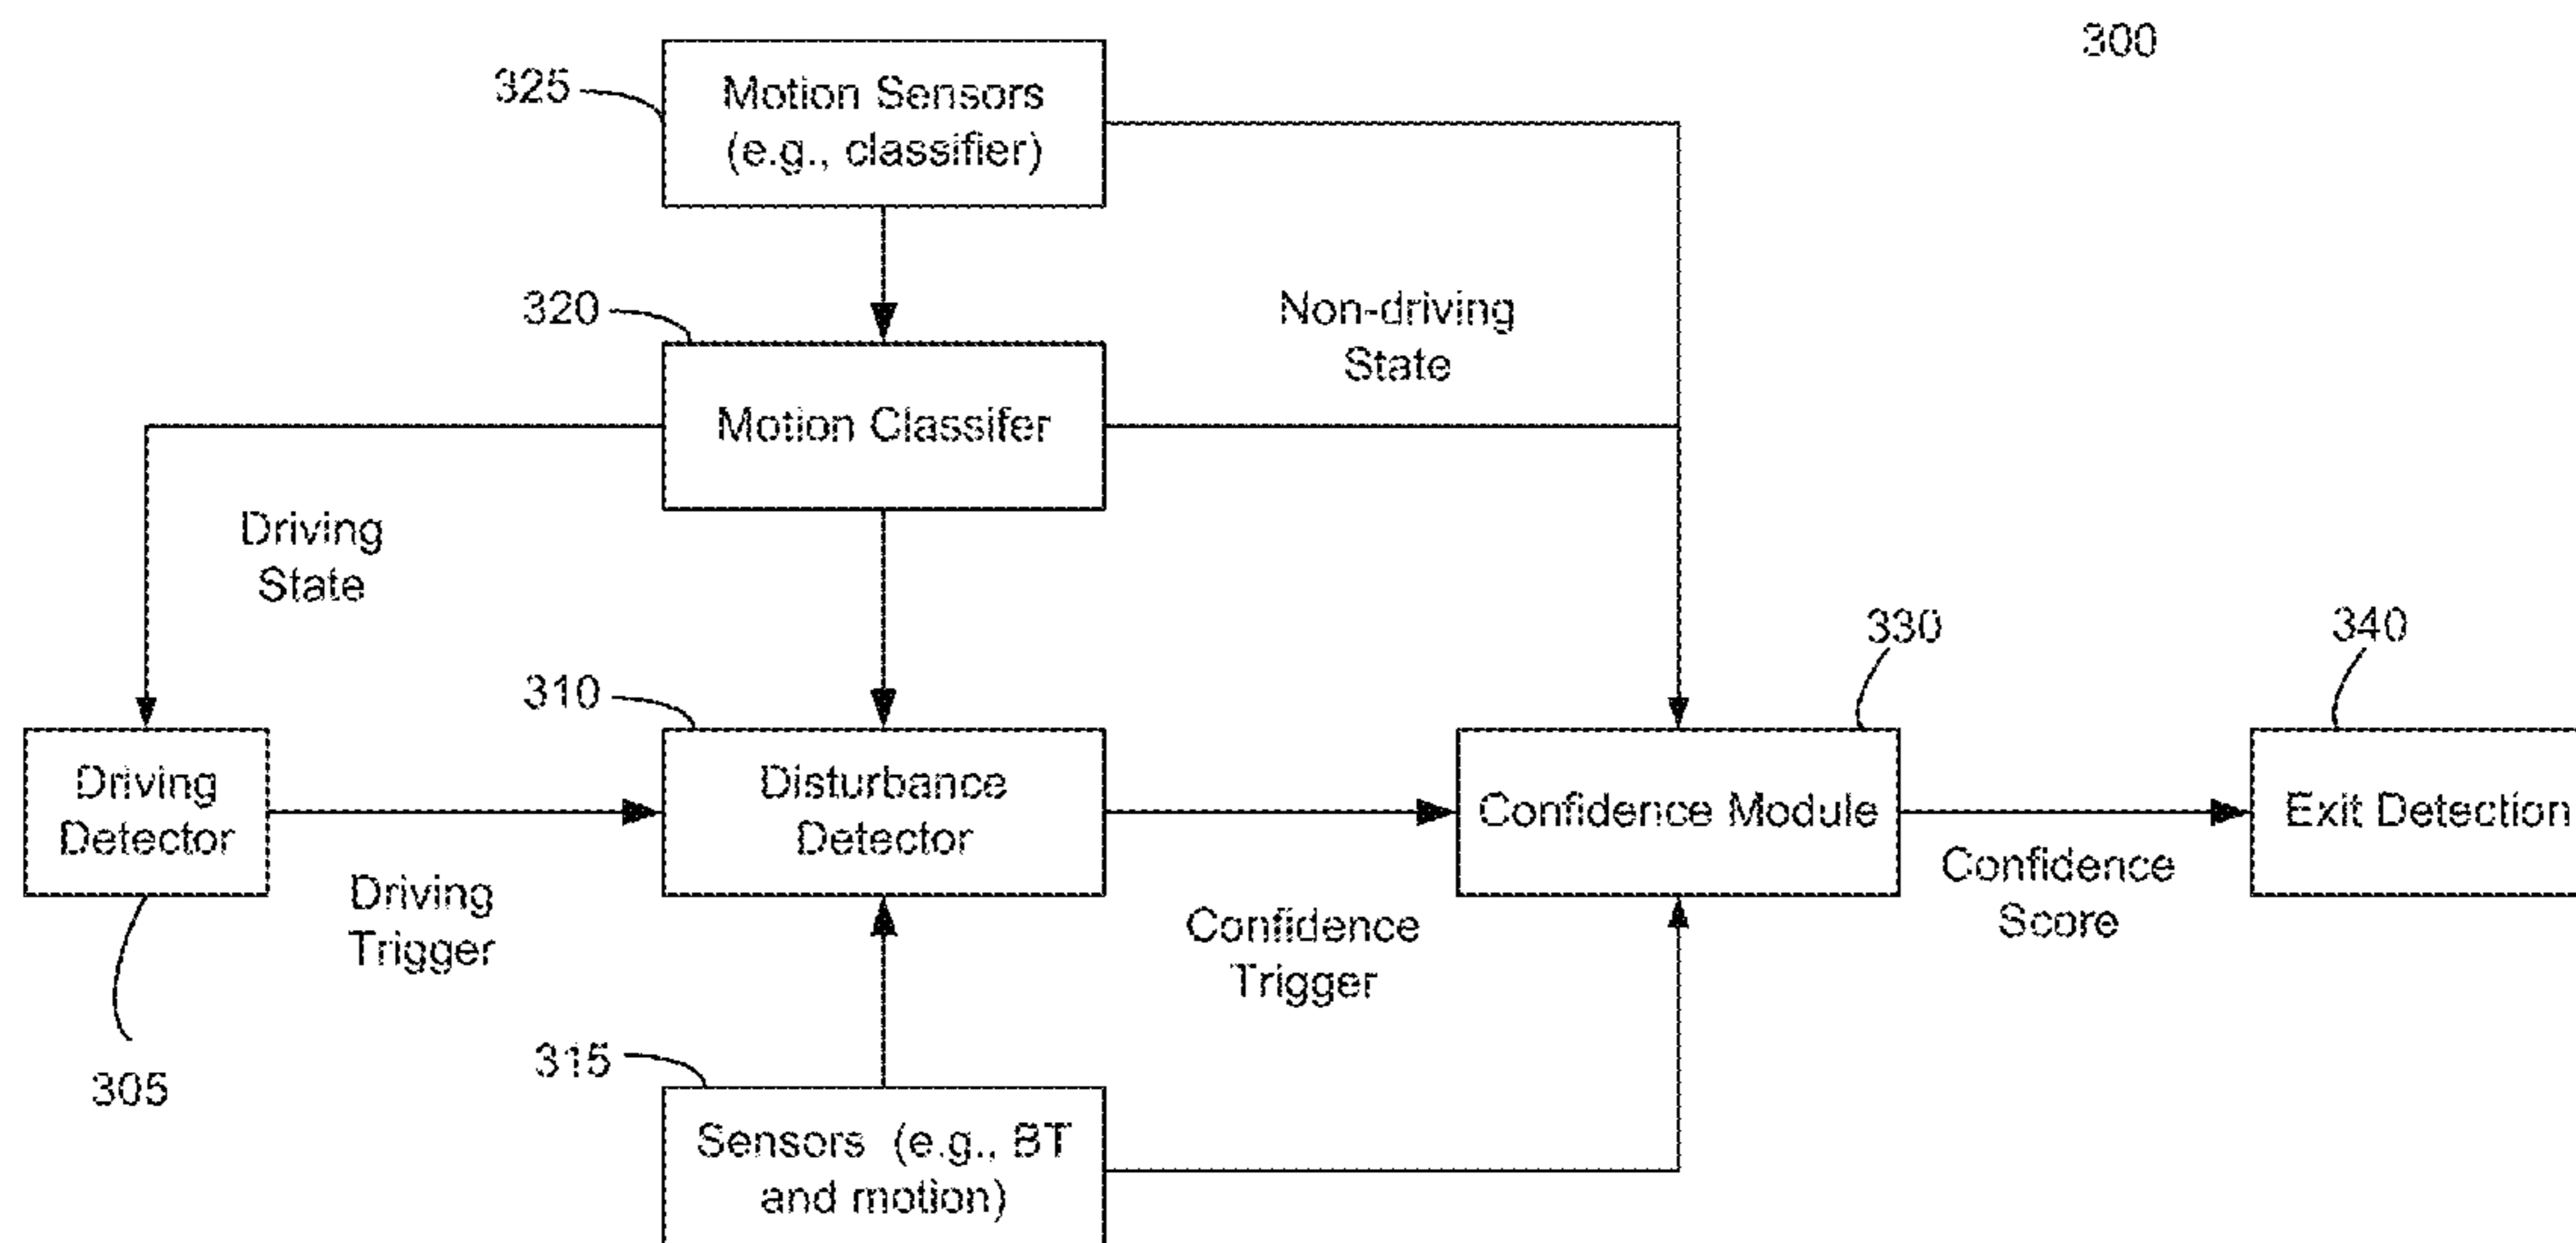 300
325
Motion Sensors
(e.g., classifier)
320
Non-driving
State
Motion Classifer
Driving
State
330
340
310
Driving
Detector
Disturbance
Detector
Confidence Module
Exit Detection
Driving
Trigger
Confidence
Trigger
Confidence
Score
305
315
Sensors (e.g., BT
and motion)